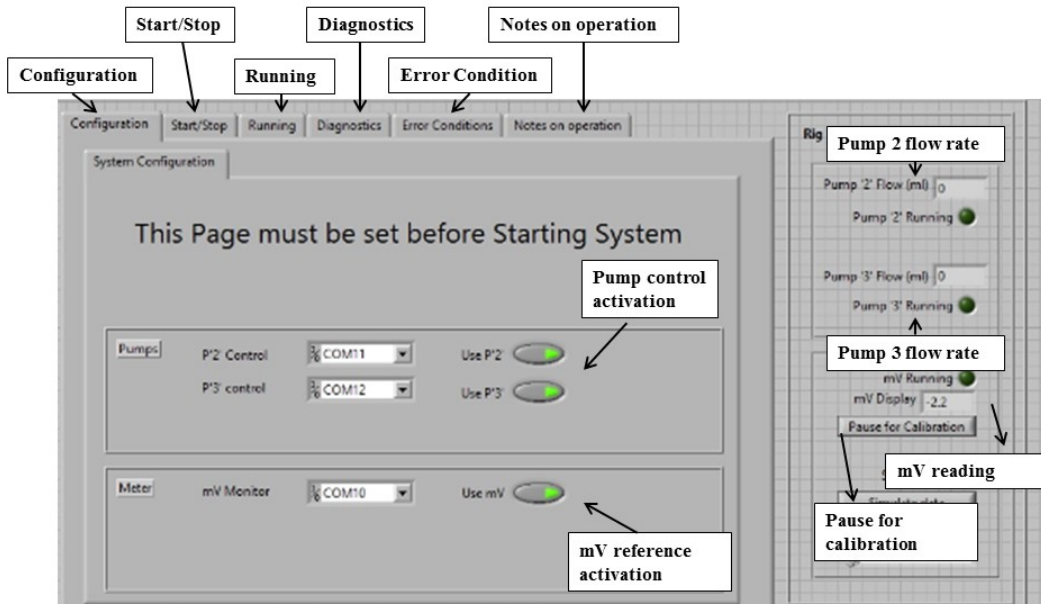 Start/Stop
Diagnostics
Notes on operation
Configuration
Running
Error Condition
Configuration
Start/Stop
Running
Diagnostics
Error Conditions
Notes on operation
System Configuration
This Page must be set before Starting System
Pump control
activation
Pumps
P'2' Control
COM11
Use P'2'
P'3' control
COM12
Use P'3'
Meter
mV Monitor
COM10
Use mV
mV reference
activation
Rig
Pump 2 flow rate
Pump '2' Flow (ml)
0
Pump '2' Running
Pump '3' Flow (ml)
0
Pump '3' Running
Pump 3 flow rate
mV Running
mV Display
-2.2
Pause for Calibration
mV reading
Simulate data
Pause for
calibration